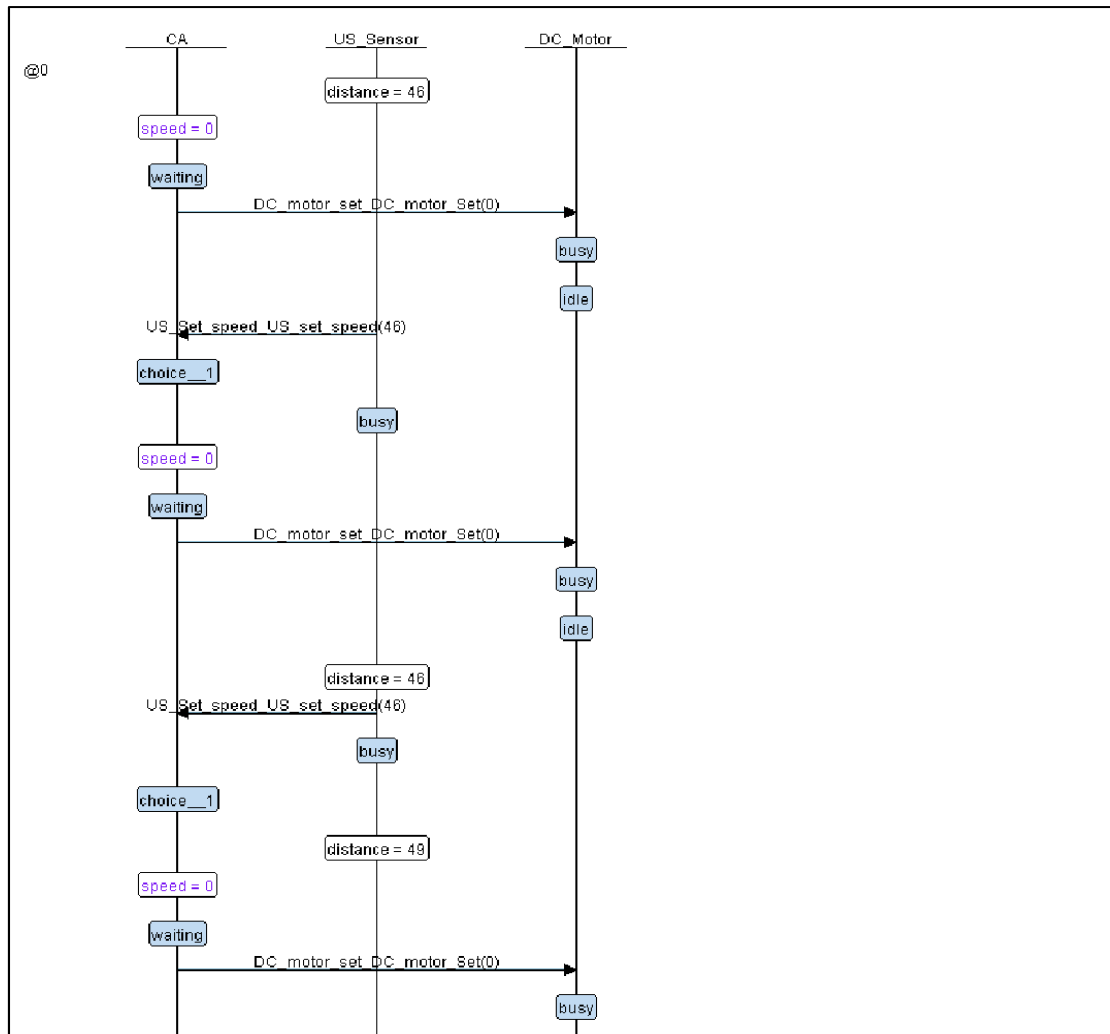 CA US_Sensor DC_Motor
@0
distance = 46
speed = 0
waiting
DC_motor_set_DC_motor_Set(0)
busy
idle
US_Set_speed_US_set_speed(46)
choice__1
busy
speed = 0
waiting
DC_motor_set_DC_motor_Set(0)
busy
idle
distance = 46
US_Set_speed_US_set_speed(46)
busy
choice__1
distance = 49
speed = 0
waiting
DC_motor_set_DC_motor_Set(0)
busy